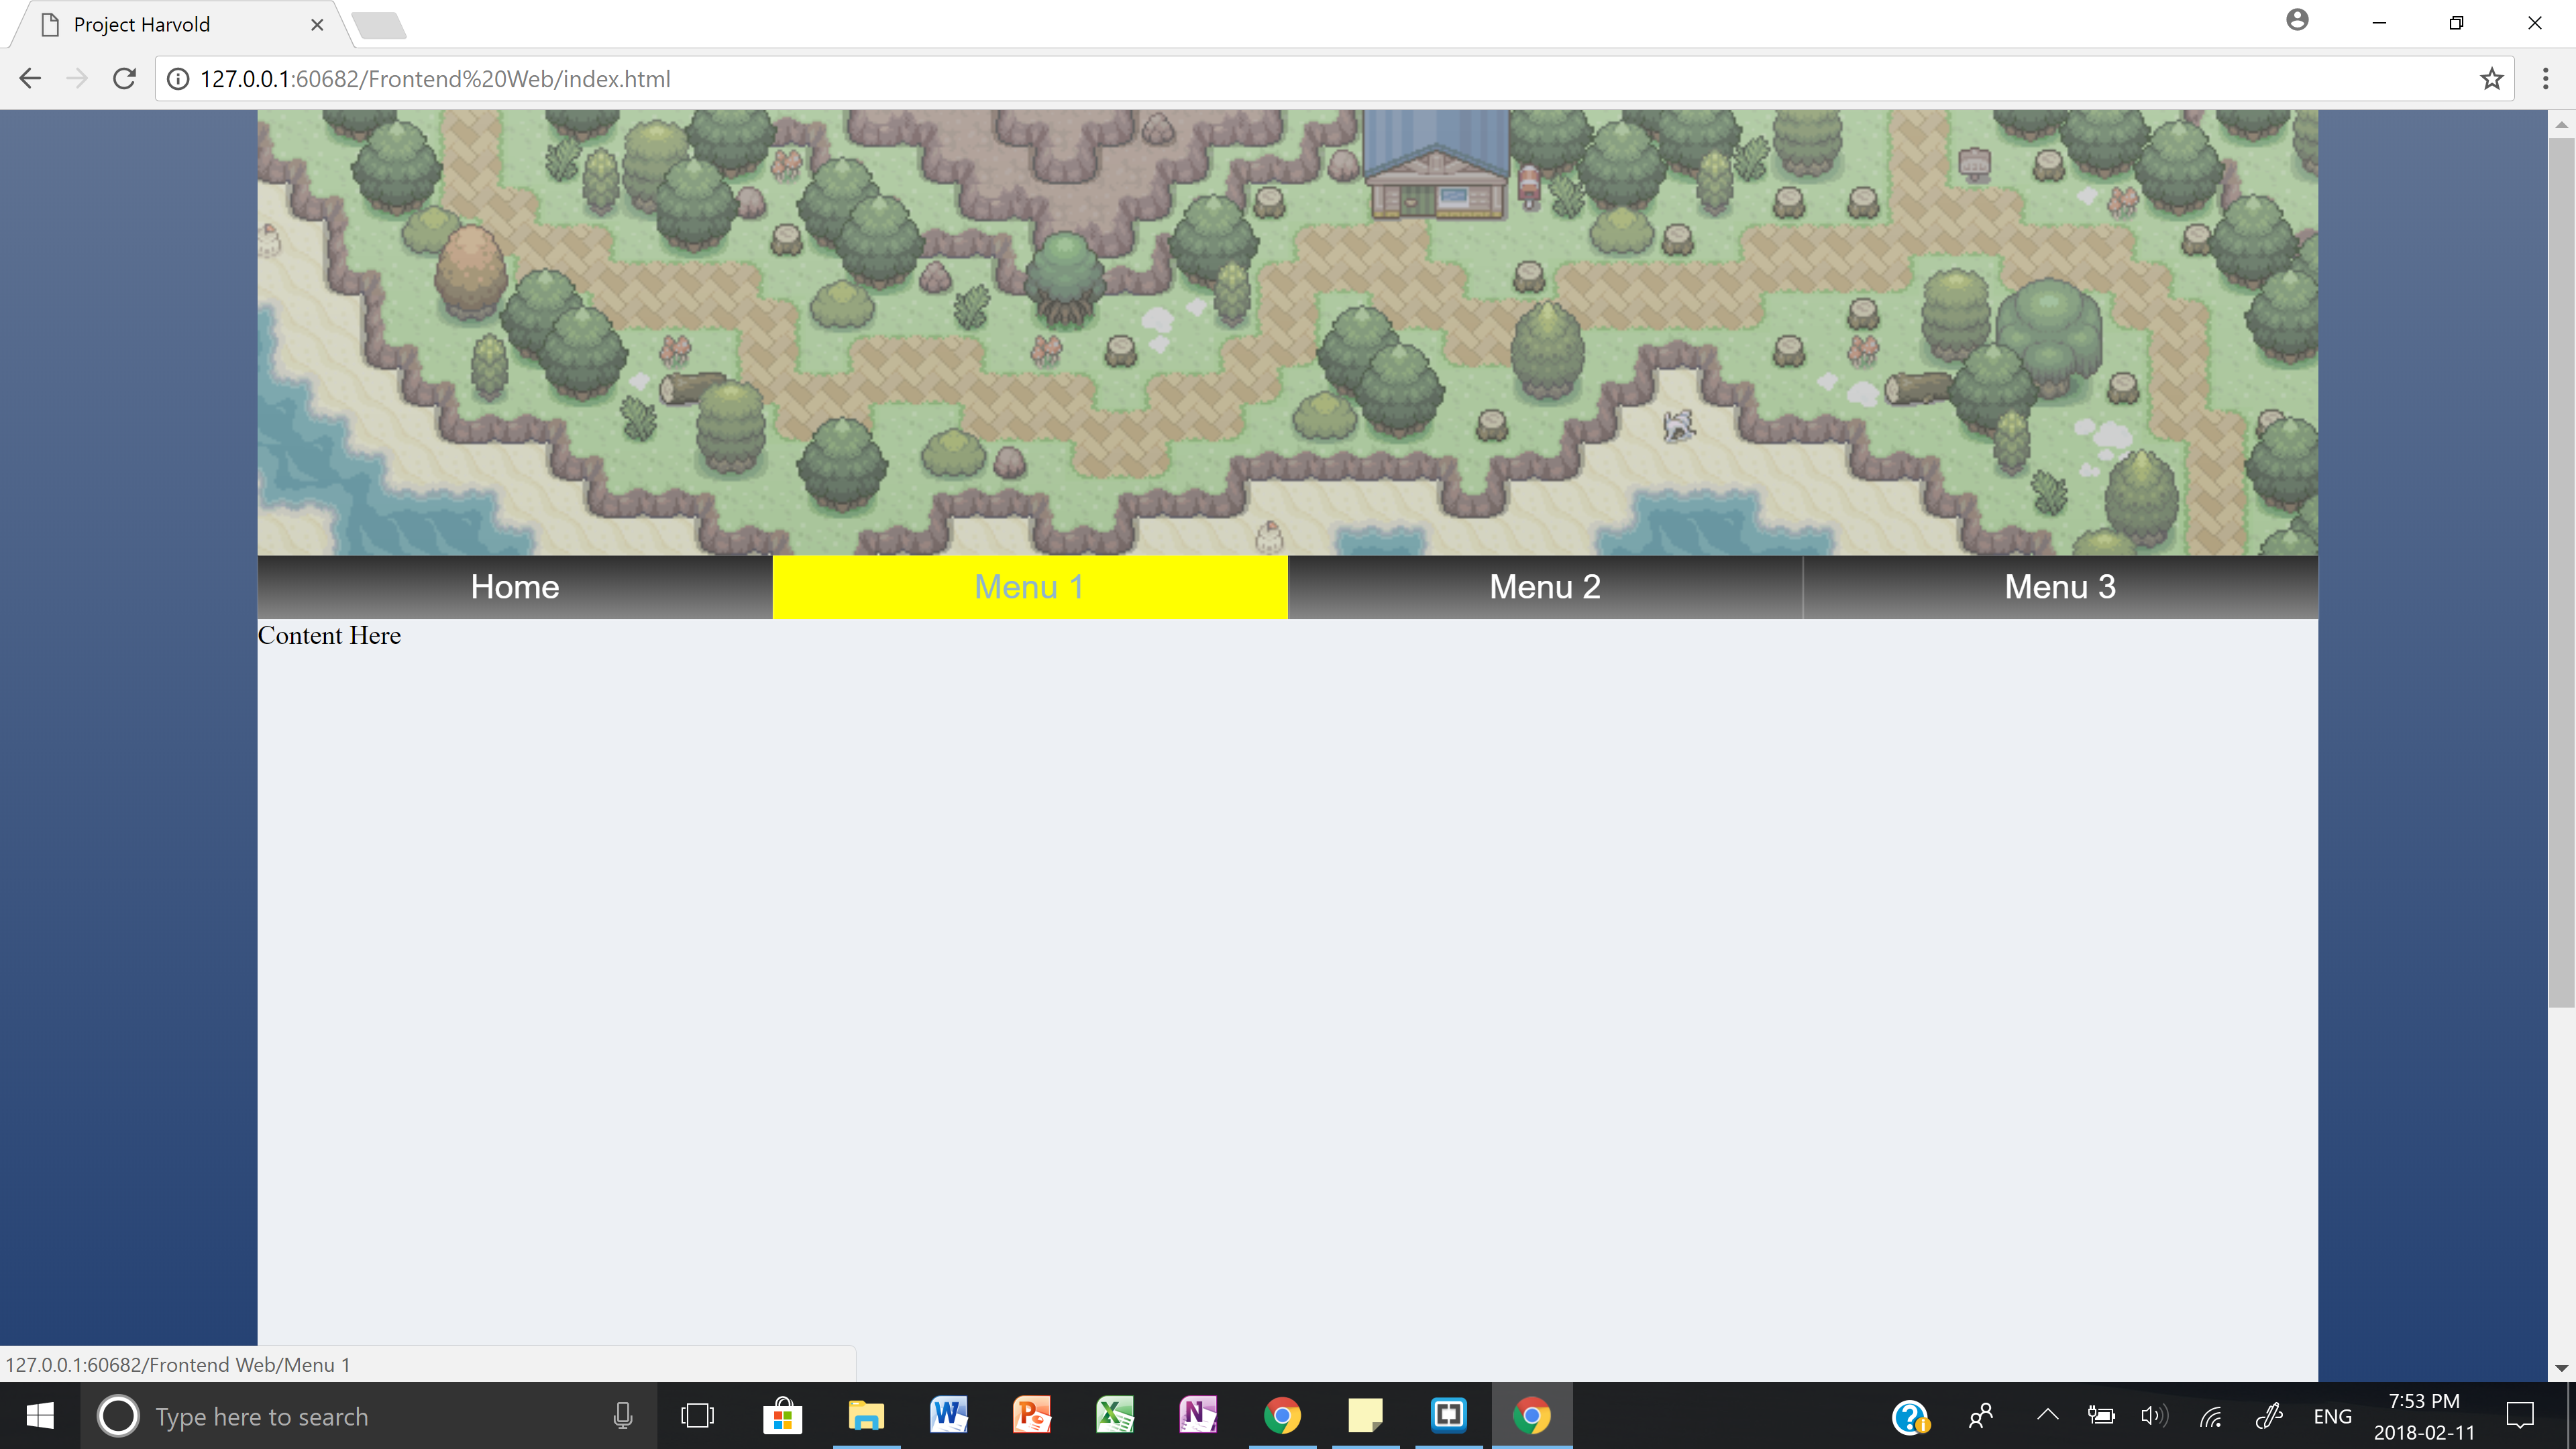 Project Harvold
127.0.0.1:60682/Frontend%20Web/index.html
Home Menu 1 Menu 2 Menu 3
Content Here
127.0.0.1:60682/Frontend Web/Menu 1
Type here to search
ENG
7:53 PM
2018-02-11